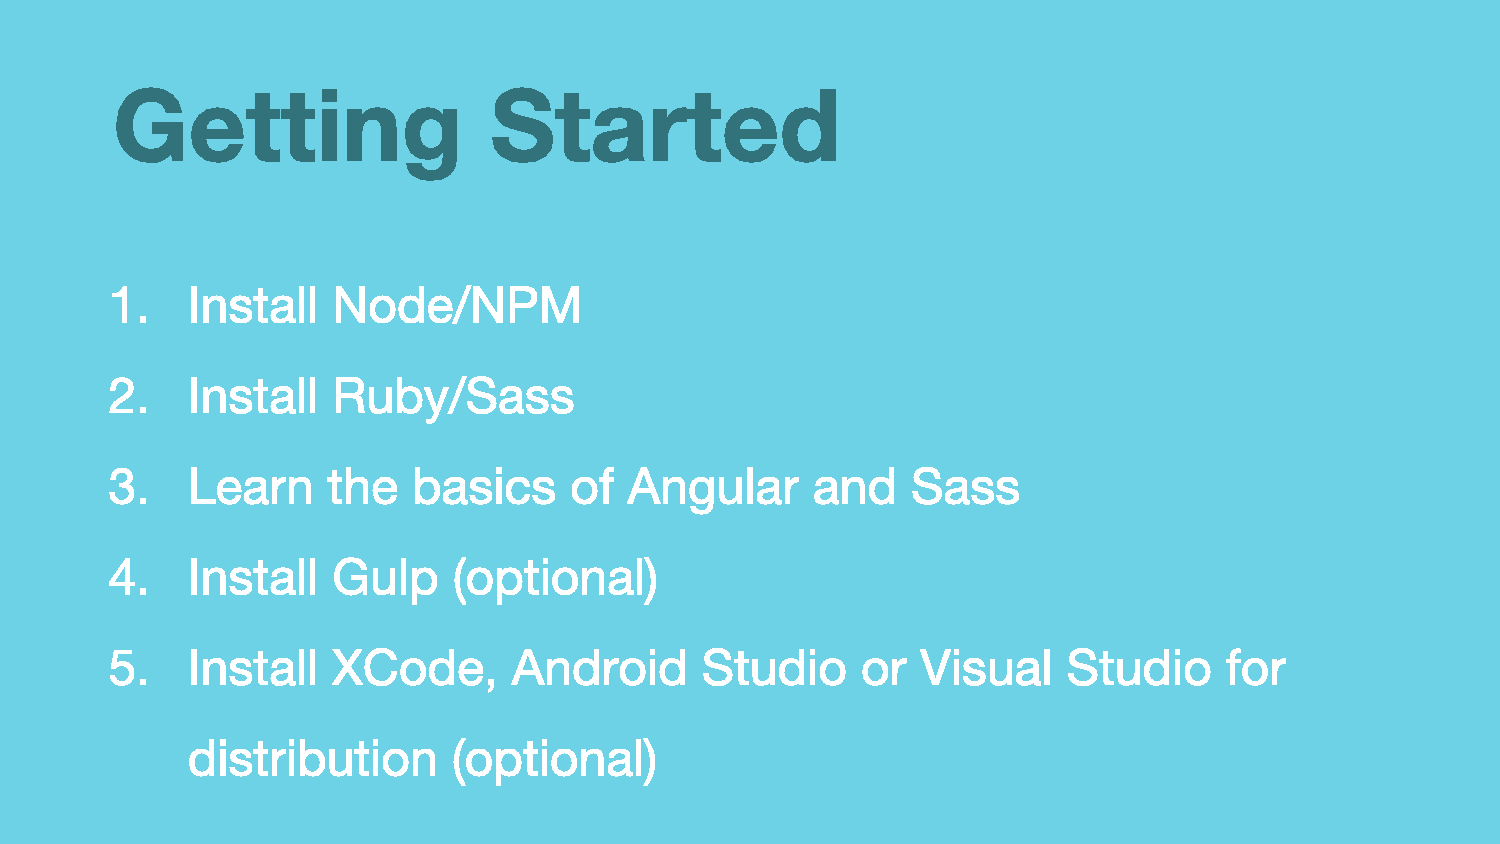 Getting Started
1. Install Node/NPM
2. Install Ruby/Sass
3. Learn the basics of Angular and Sass
4. Install Gulp (optional)
5. Install XCode, Android Studio or Visual Studio for
distribution (optional)